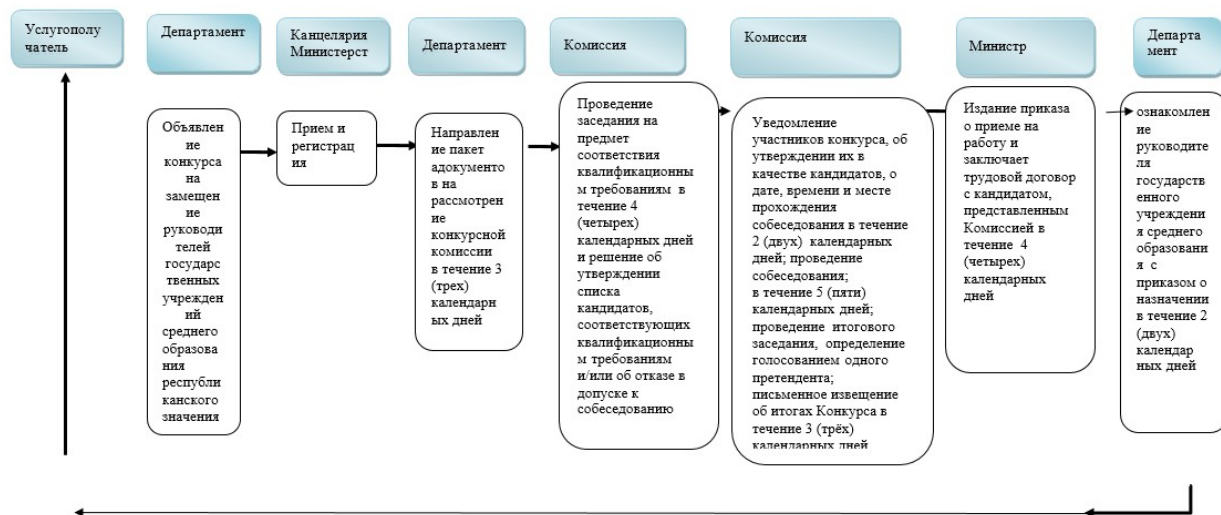 Услугополу
чатель
Департамент
Канцелярия
Министерст
Департамент
Комиссия
Комиссия
Министр
Департа
мент
Объявлен
ие
конкурса
на
замещен
ие
руководи
телей
государс
твенных
учрежден
ий
среднего
образова
ния
республи
канского
значения
Прием и
регистрац
ия
Направлен
ие пакет
адокументо
в на
рассмотрен
ие
конкурсной
комиссии
в течение 3
(трех)
календарн
ых дней
Проведение
заседания на
предмет
соответствия
квалификационны
м требованиям в
течение 4
(четырех)
календарных дней
и решение об
утверждении
списка
кандидатов,
соответствующих
квалификационны
м требованиям
и/или об отказе в
допуске к
собеседованию
Уведомление
участников конкурса, об
утверждении их в
качестве кандидатов, о
дате, времени и месте
прохождения
собеседования в течение
2 (двух) календарных
дней; проведение
собеседования;
в течение 5 (пяти)
календарных дней;
проведение итогового
заседания, определение
голосованием одного
претендента;
письменное извещение
об итогах Конкурса в
течение 3 (трёх)
календарных дней
Издание приказа
о приеме на
работу и
заключает
трудовой договор
с кандидатом,
представленным
Комиссией в
течение 4
(четырех)
календарных
дней
ознакомлен
ие
руководите
ля
государств
енного
учреждени
я среднего
образовани
я с
приказом о
назначении
в течение 2
(двух)
календар
ных дней